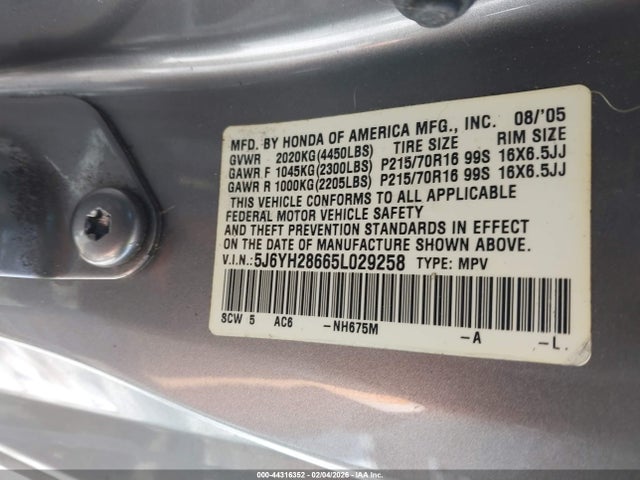 MFD. BY HONDA OF AMERICA MFG., INC. 08/'05
GVWR 2020KG(4450LBS) TIRE SIZE RIM SIZE
GAWR F 1045KG(2300LBS) P215/70R16 99S 16X6.5JJ
GAWR R 1000KG(2205LBS) P215/70R16 99S 16X6.5JJ
THIS VEHICLE CONFORMS TO ALL APPLICABLE
FEDERAL MOTOR VEHICLE SAFETY
AND THEFT PREVENTION STANDARDS IN EFFECT
ON THE DATE OF MANUFACTURE SHOWN ABOVE.
V.I.N.:5J6YH28665L029258 TYPE: MPV
SCW 5 AC6 -NH675M -A -L.
000-44316352 | 02/04/2026 | IAAI.COM